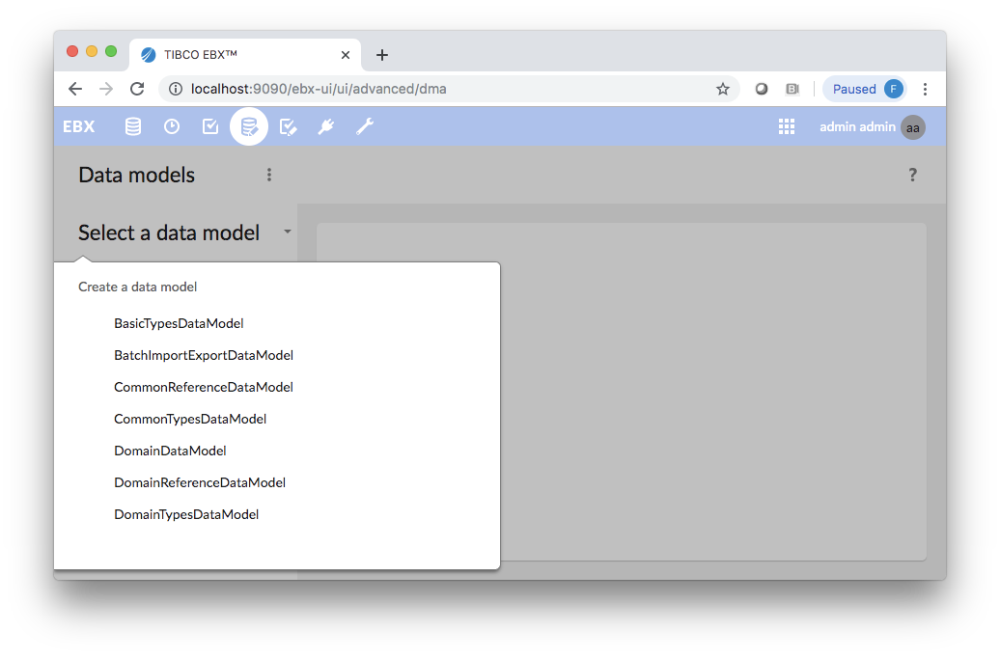 TIBCO EBX™
localhost:9090/ebx-ui/ui/advanced/dma
Paused F
EBX
admin admin aa
Data models
?
Select a data model
Create a data model
BasicTypesDataModel
BatchImportExportDataModel
CommonReferenceDataModel
CommonTypesDataModel
DomainDataModel
DomainReferenceDataModel
DomainTypesDataModel